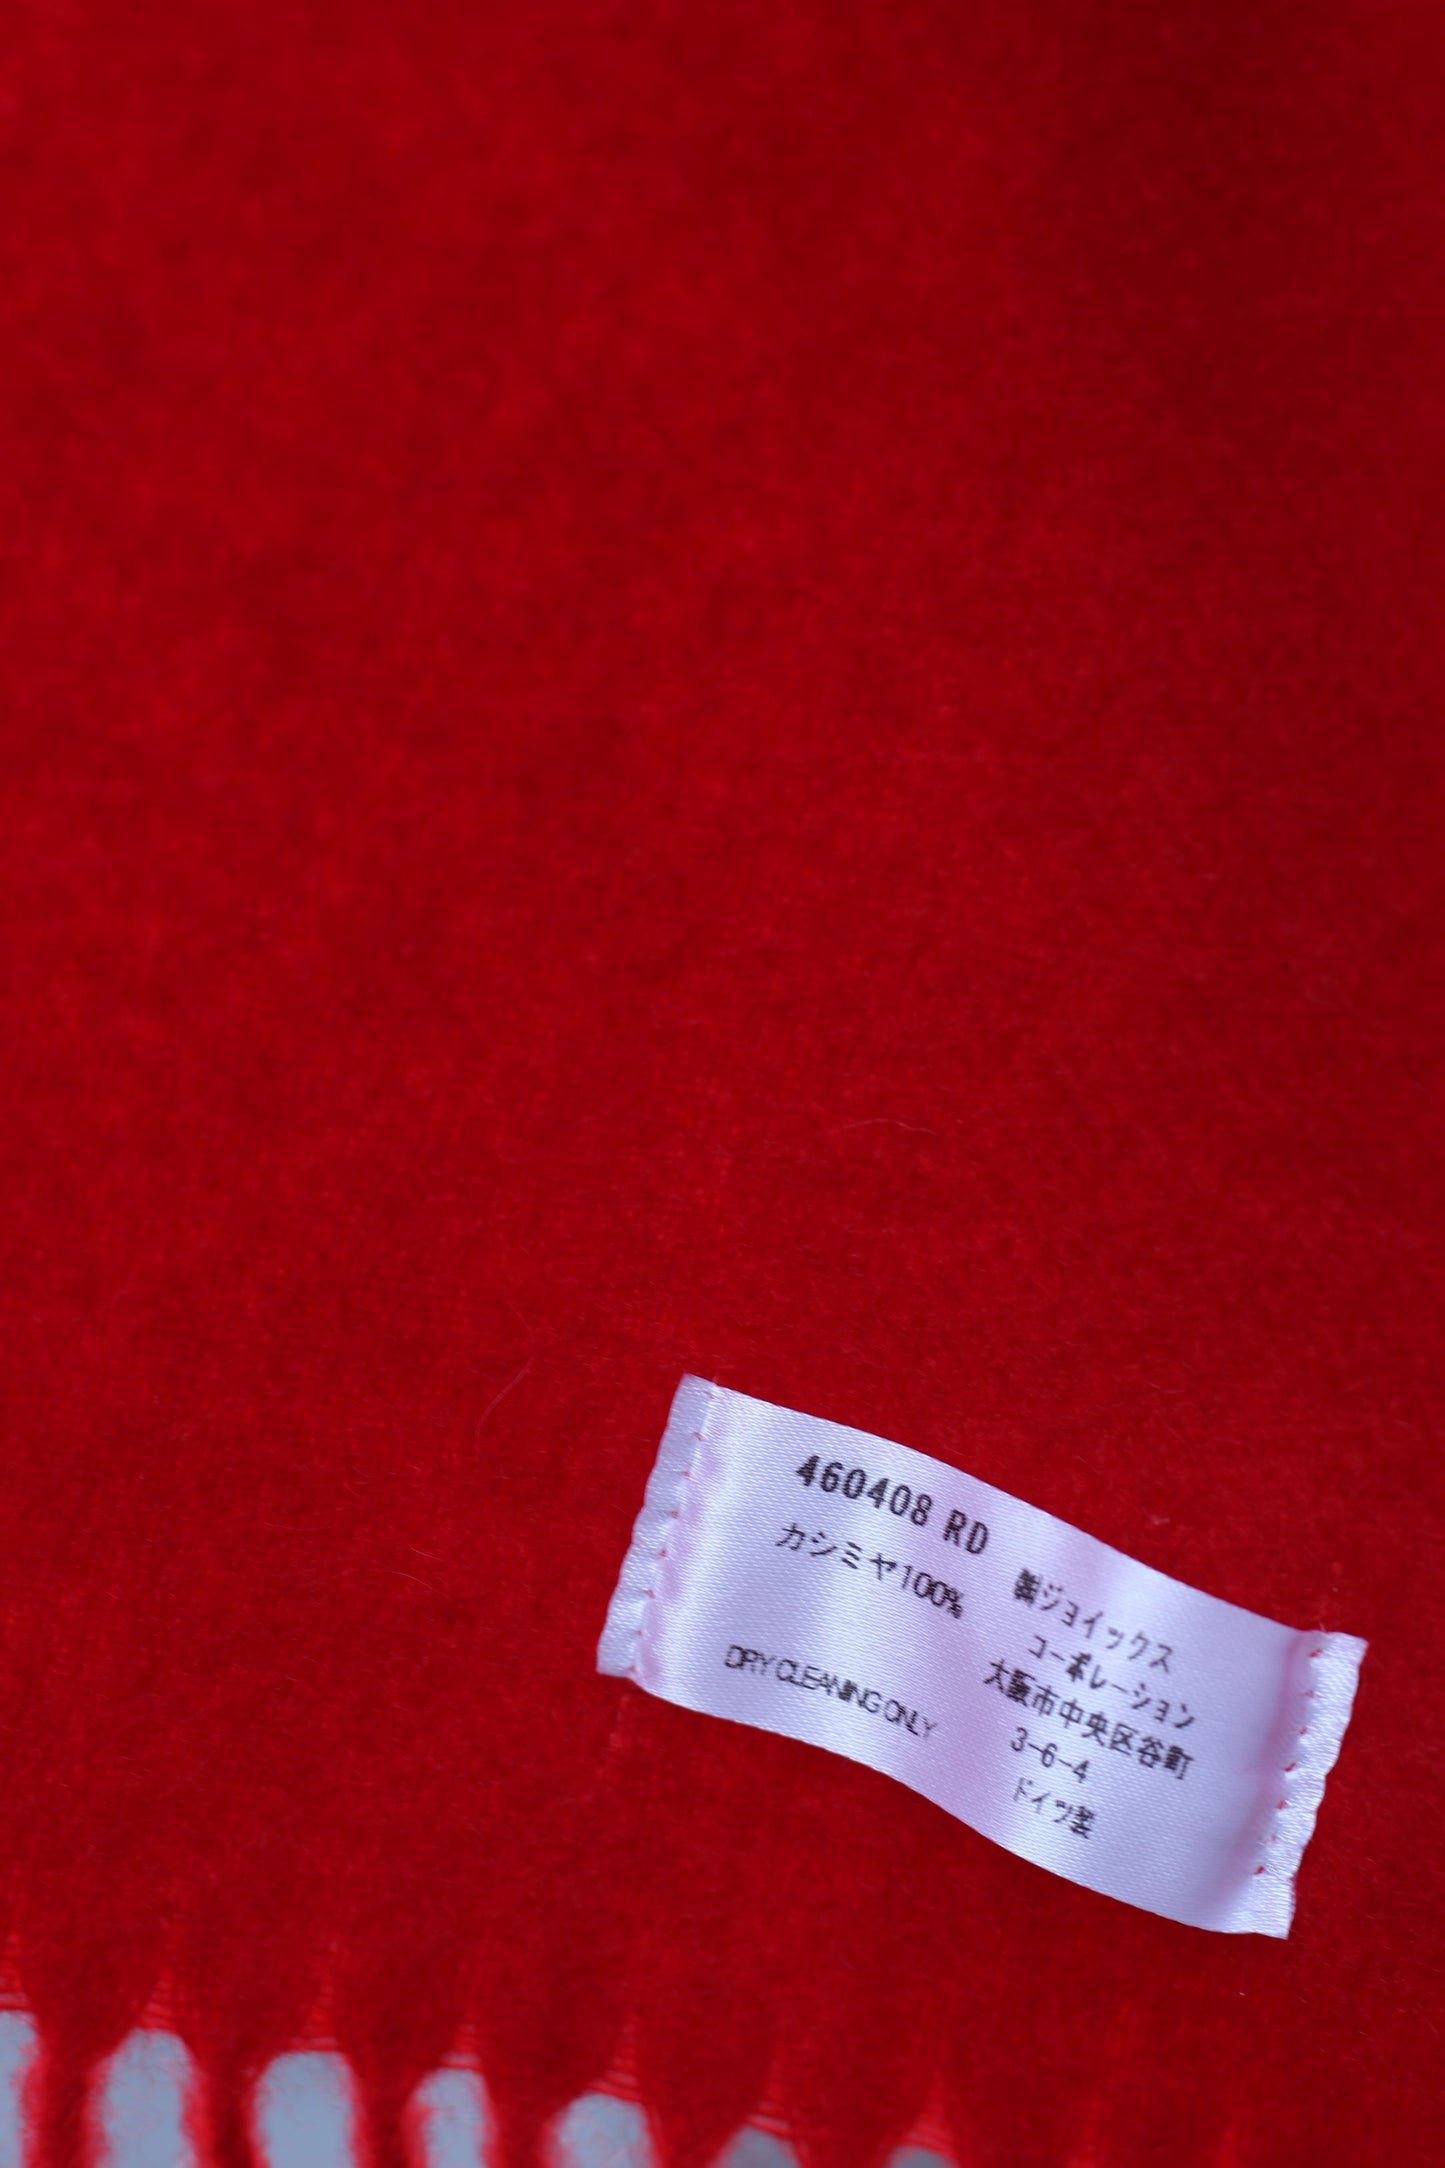 460408 RD
カシミヤ100%
DRY CLEANING ONLY
㈱ジョイックス
コーポレーション
大阪市中央区谷町
3-6-4
ドイツ製